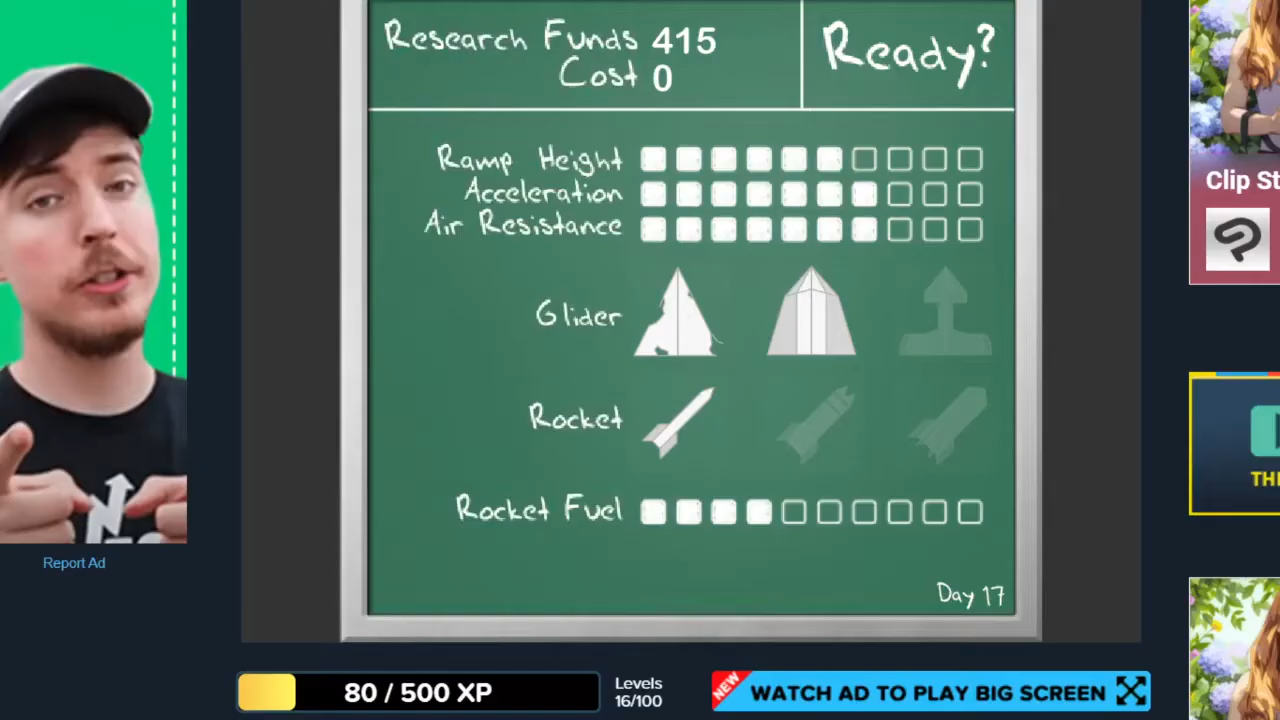 Research Funds 415
Cost 0
Ready?
Ramp Height
Acceleration
Air Resistance
Glider
Rocket
Rocket Fuel
Day 17
Report Ad
80 / 500 XP
Levels
16/100
NEW
WATCH AD TO PLAY BIG SCREEN
Clip St
TH